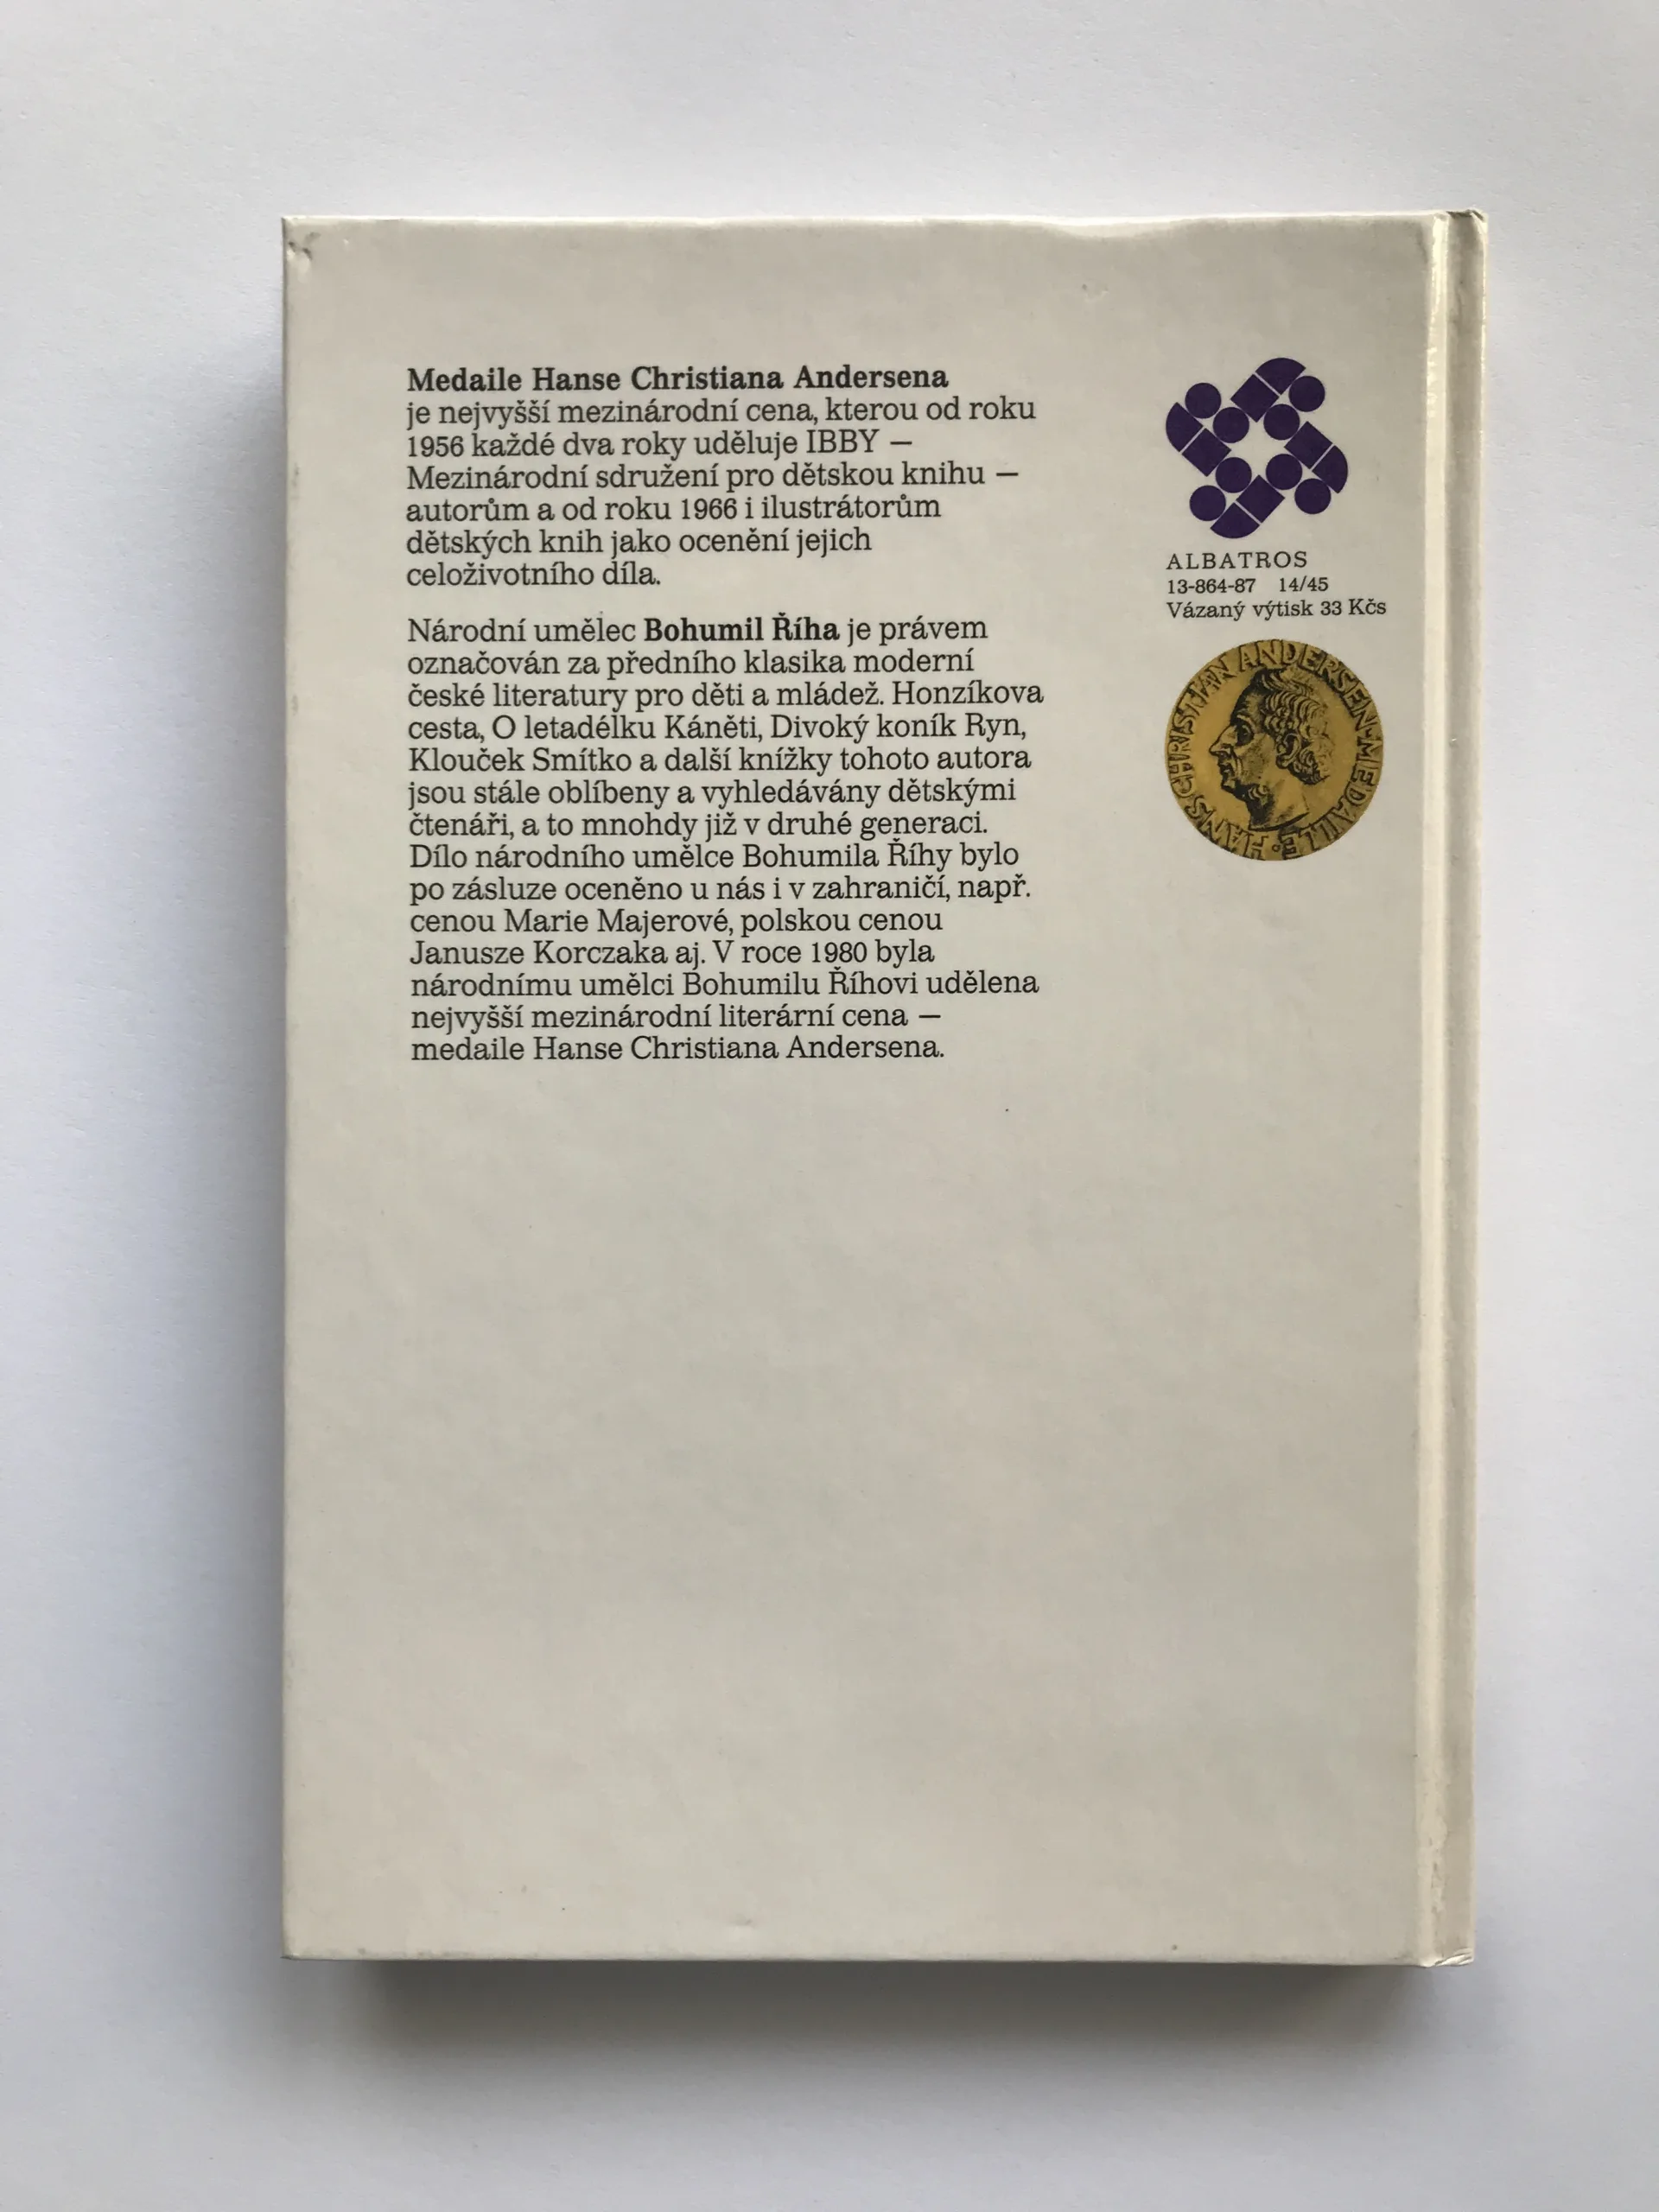 Medaile Hanse Christiana Andersena
je nejvyšší mezinárodní cena, kterou od roku
1956 každé dva roky uděluje IBBY —
Mezinárodní sdružení pro dětskou knihu —
autorům a od roku 1966 i ilustrátorům
dětských knih jako ocenění jejich
celoživotního díla.
Národní umělec Bohumil Říha je právem
označován za předního klasika moderní
české literatury pro děti a mládež. Honzíkova
cesta, O letadélku Káněti, Divoký koník Ryn,
Klouček Smítko a další knížky tohoto autora
jsou stále oblíbeny a vyhledávány dětskými
čtenáři, a to mnohdy již v druhé generaci.
Dílo národního umělce Bohumila Říhy bylo
po zásluze oceněno u nás i v zahraničí, např.
cenou Marie Majerové, polskou cenou
Janusze Korczaka aj. V roce 1980 byla
národnímu umělci Bohumilu Říhovi udělena
nejvyšší mezinárodní literární cena —
medaile Hanse Christiana Andersena.
ALBATROS
13-864-87 14/45
Vázaný výtisk 33 Kčs
HANS CHRISTIAN ANDERSEN-MEDAILLE